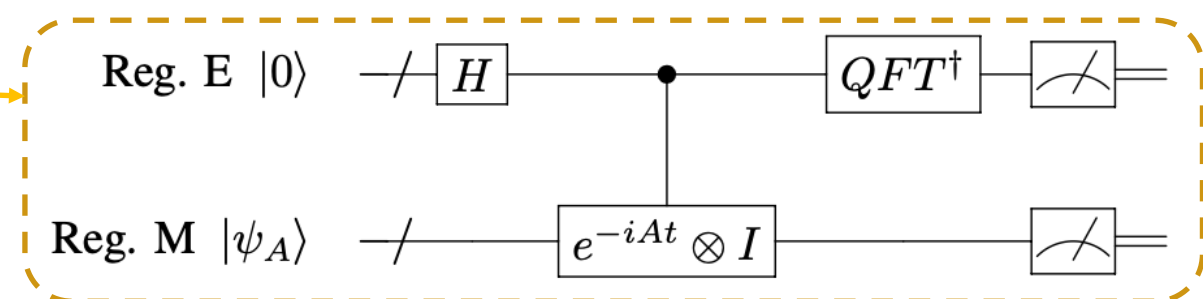 Reg. E |0⟩ H QFT†
Reg. M |ψ_A⟩ e^{-iAt} ⊗ I